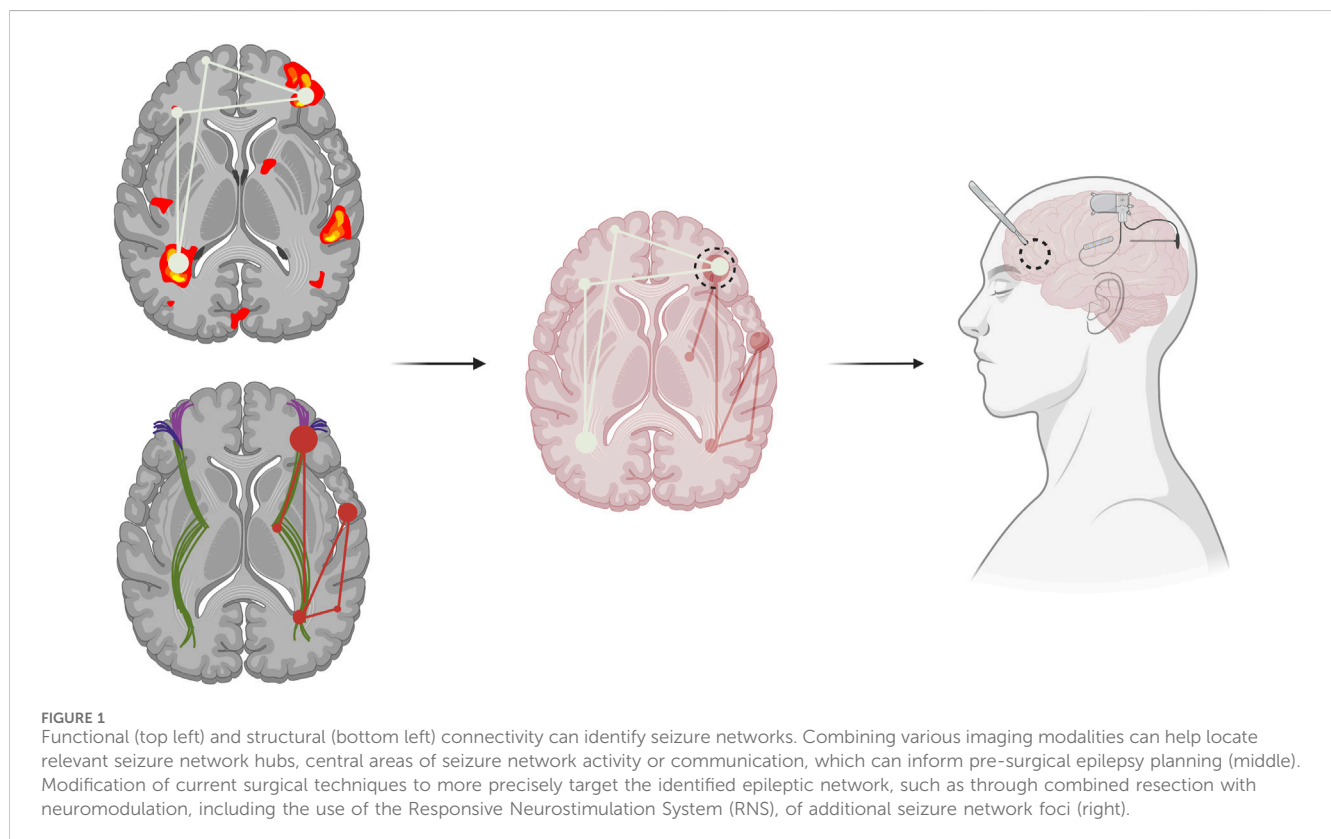 FIGURE 1
Functional (top left) and structural (bottom left) connectivity can identify seizure networks. Combining various imaging modalities can help locate
relevant seizure network hubs, central areas of seizure network activity or communication, which can inform pre-surgical epilepsy planning (middle).
Modification of current surgical techniques to more precisely target the identified epileptic network, such as through combined resection with
neuromodulation, including the use of the Responsive Neurostimulation System (RNS), of additional seizure network foci (right).